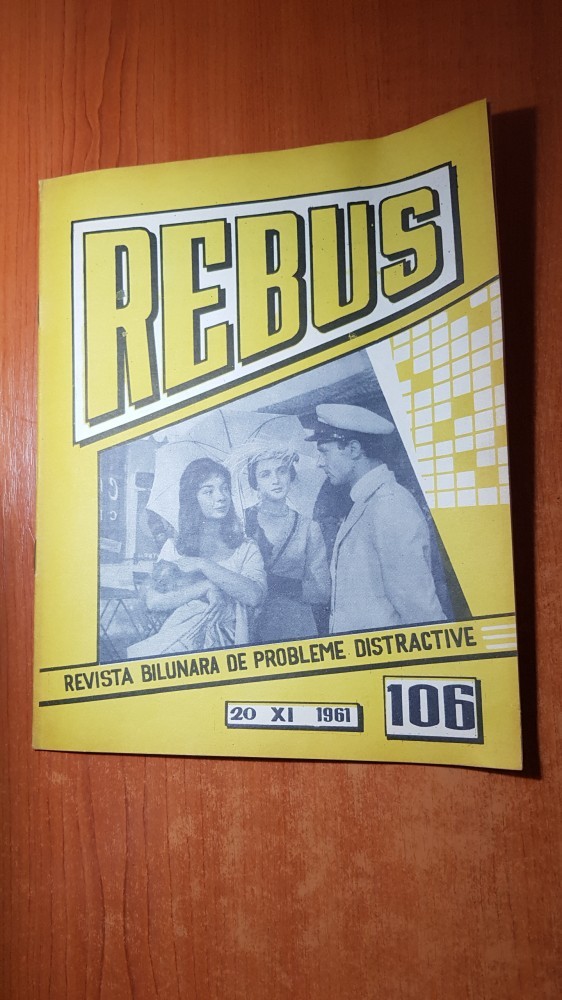 REBUS
REVISTA BILUNARA DE PROBLEME DISTRACTIVE
20 XI 1961
106